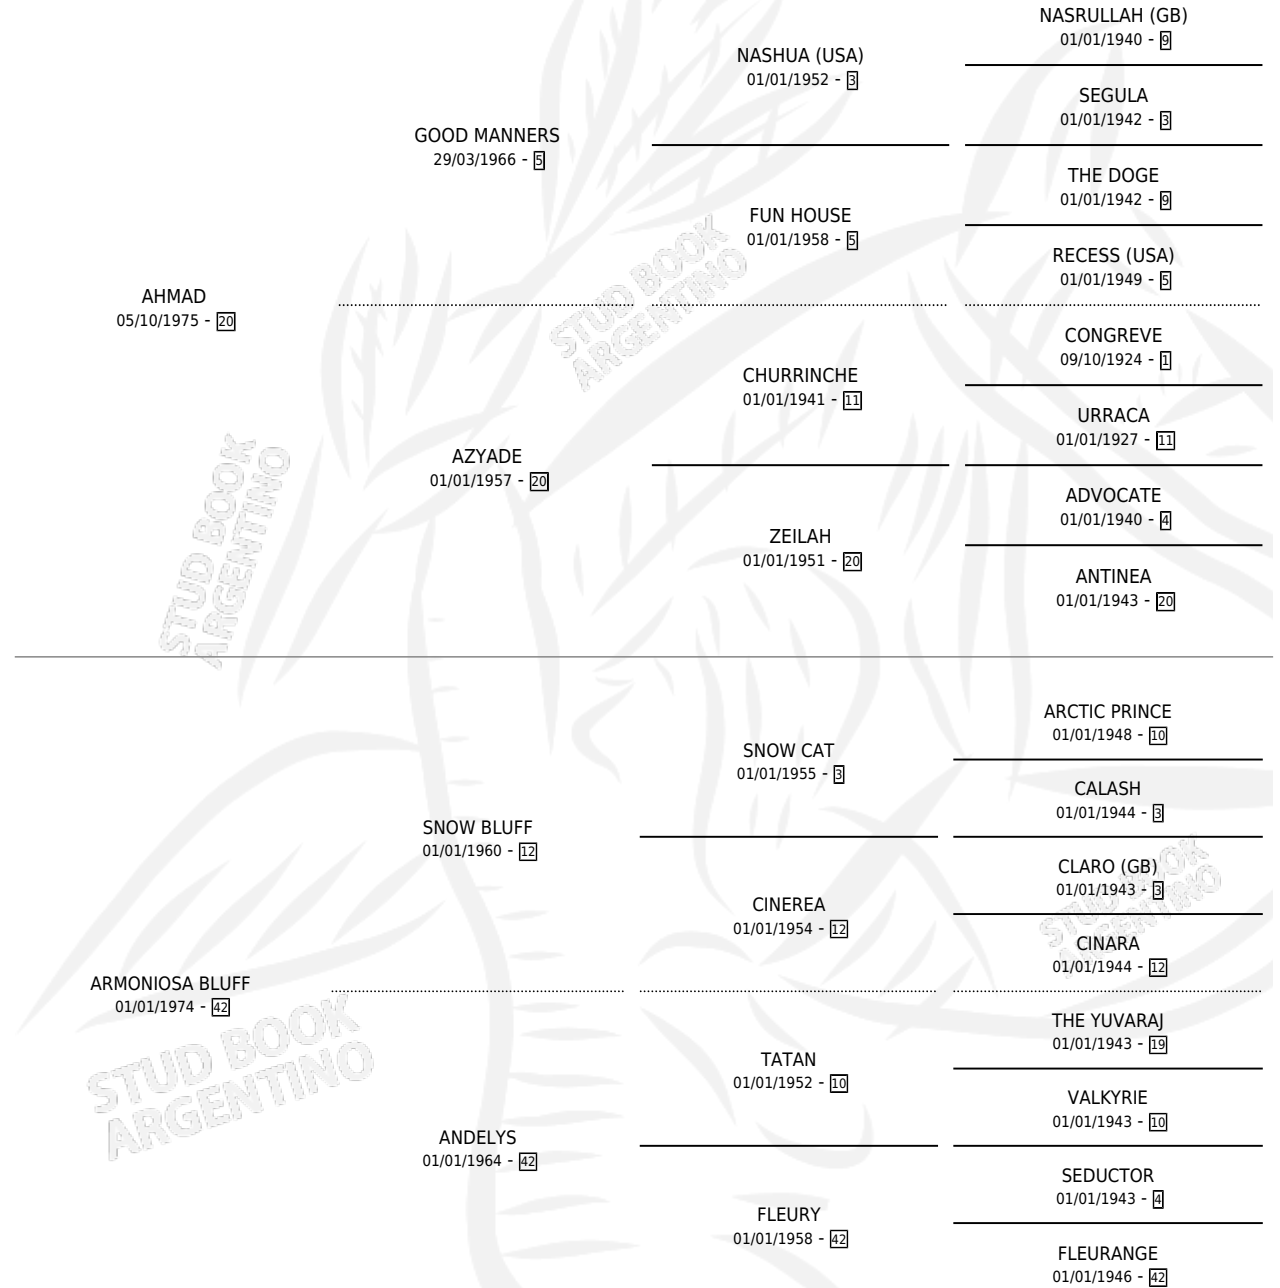 NASRULLAH (GB)
01/01/1940 - 9
NASHUA (USA)
01/01/1952 - 3
SEGULA
01/01/1942 - 3
GOOD MANNERS
29/03/1966 - 5
THE DOGE
01/01/1942 - 9
FUN HOUSE
01/01/1958 - 5
RECESS (USA)
01/01/1949 - 5
AHMAD
05/10/1975 - 20
CONGREVE
09/10/1924 - 1
CHURRINCHE
01/01/1941 - 11
URRACA
01/01/1927 - 11
AZYADE
01/01/1957 - 20
ADVOCATE
01/01/1940 - 4
ZEILAH
01/01/1951 - 20
ANTINEA
01/01/1943 - 20
ARCTIC PRINCE
01/01/1948 - 10
SNOW CAT
01/01/1955 - 3
CALASH
01/01/1944 - 3
SNOW BLUFF
01/01/1960 - 12
CLARO (GB)
01/01/1943 - 3
CINEREA
01/01/1954 - 12
CINARA
01/01/1944 - 12
ARMONIOSA BLUFF
01/01/1974 - 42
THE YUVARAJ
01/01/1943 - 19
TATAN
01/01/1952 - 10
VALKYRIE
01/01/1943 - 10
ANDELYS
01/01/1964 - 42
SEDUCTOR
01/01/1943 - 4
FLEURY
01/01/1958 - 42
FLEURANGE
01/01/1946 - 42
STUD BOOK
ARGENTINO
STUD BOOK
ARGENTINO
STUD BOOK
ARGENTINO
STUD BOOK
ARGENTINO